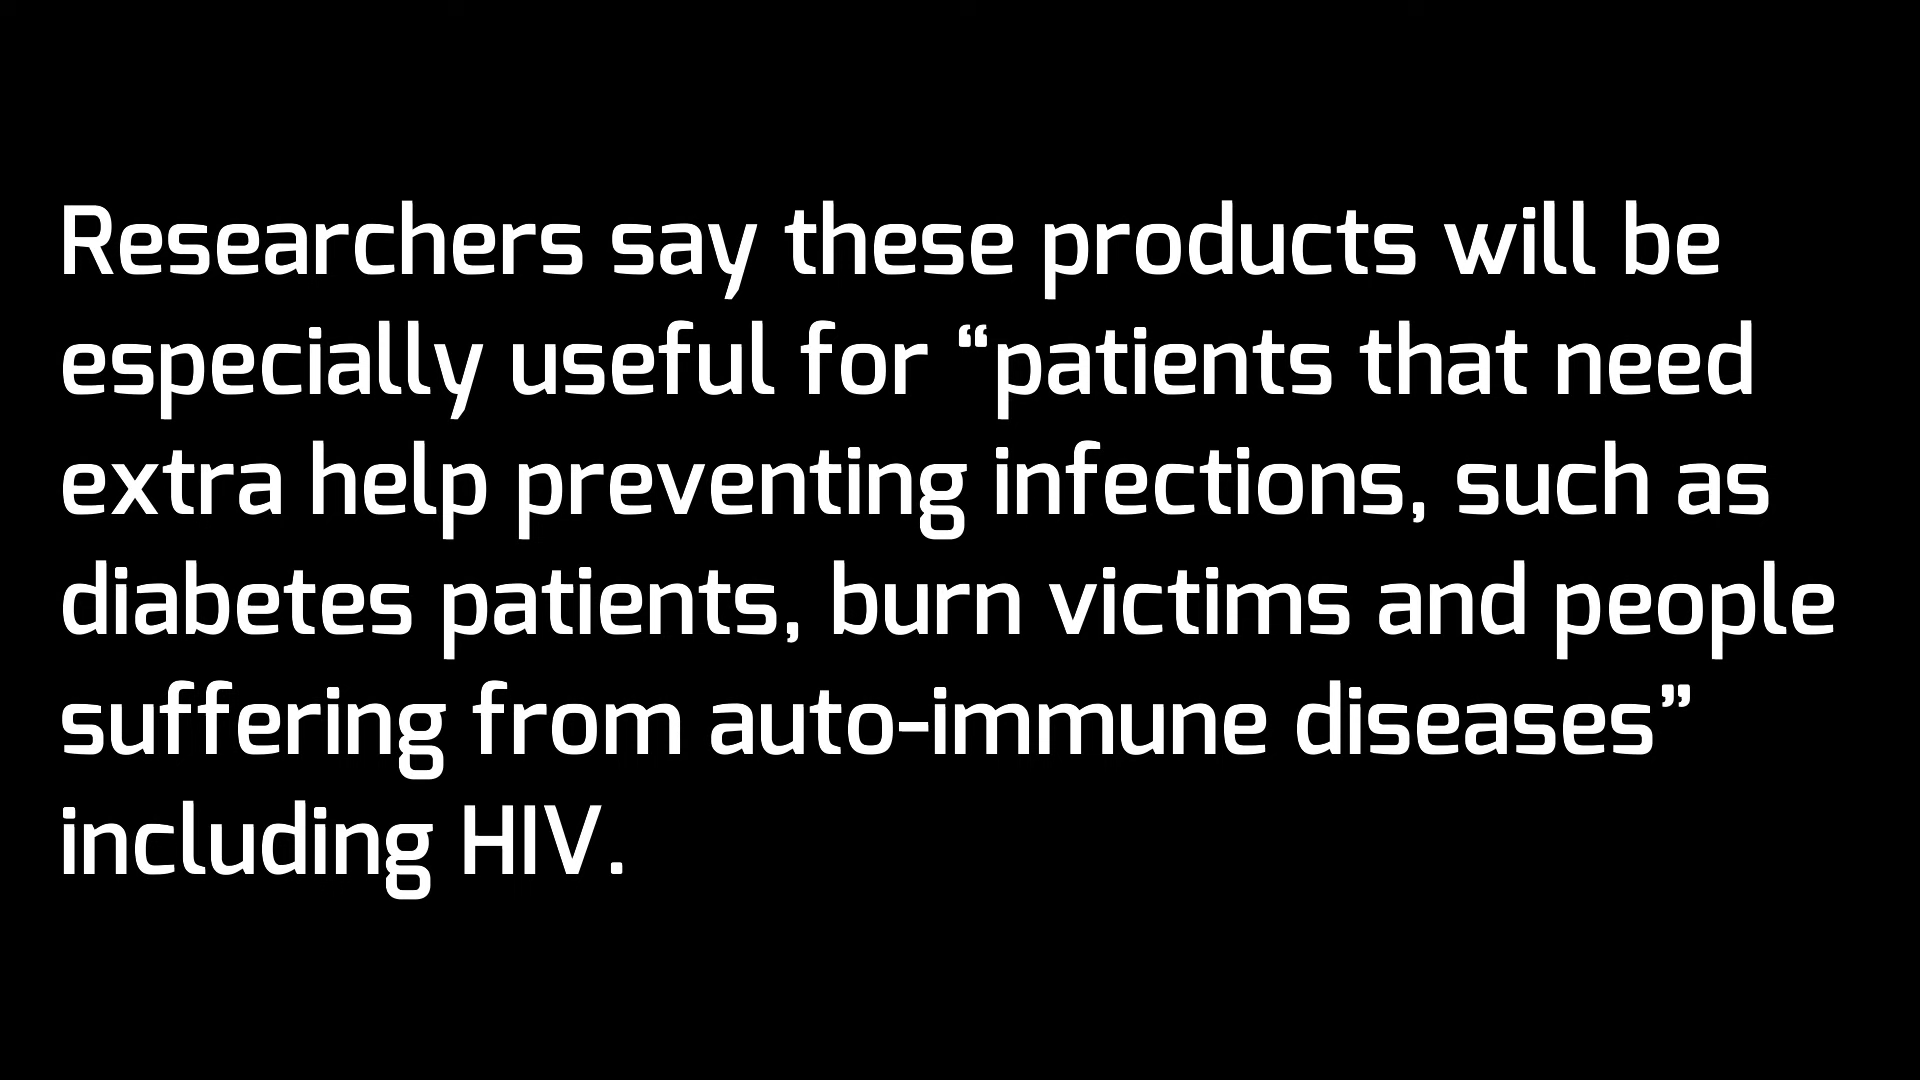 Researchers say these products will be
especially useful for “patients that need
extra help preventing infections, such as
diabetes patients, burn victims and people
suffering from auto-immune diseases”
including HIV.